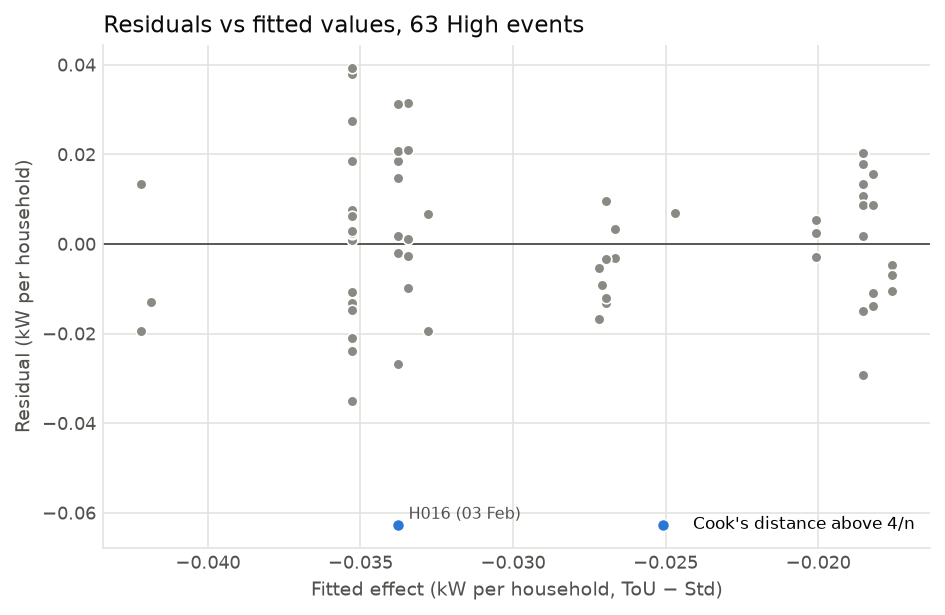 Residuals vs fitted values, 63 High events
Residual (kW per household)
0.04
0.02
0.00
−0.02
−0.04
−0.06
H016 (03 Feb)
Cook's distance above 4/n
−0.040
−0.035
−0.030
−0.025
−0.020
Fitted effect (kW per household, ToU − Std)